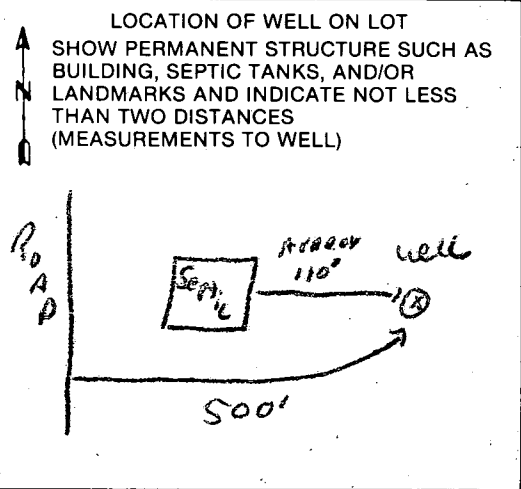 LOCATION OF WELL ON LOT
SHOW PERMANENT STRUCTURE SUCH AS
BUILDING, SEPTIC TANKS, AND/OR
LANDMARKS AND INDICATE NOT LESS
THAN TWO DISTANCES
(MEASUREMENTS TO WELL)
N
ROAD
Septic
110'
well
X
500'